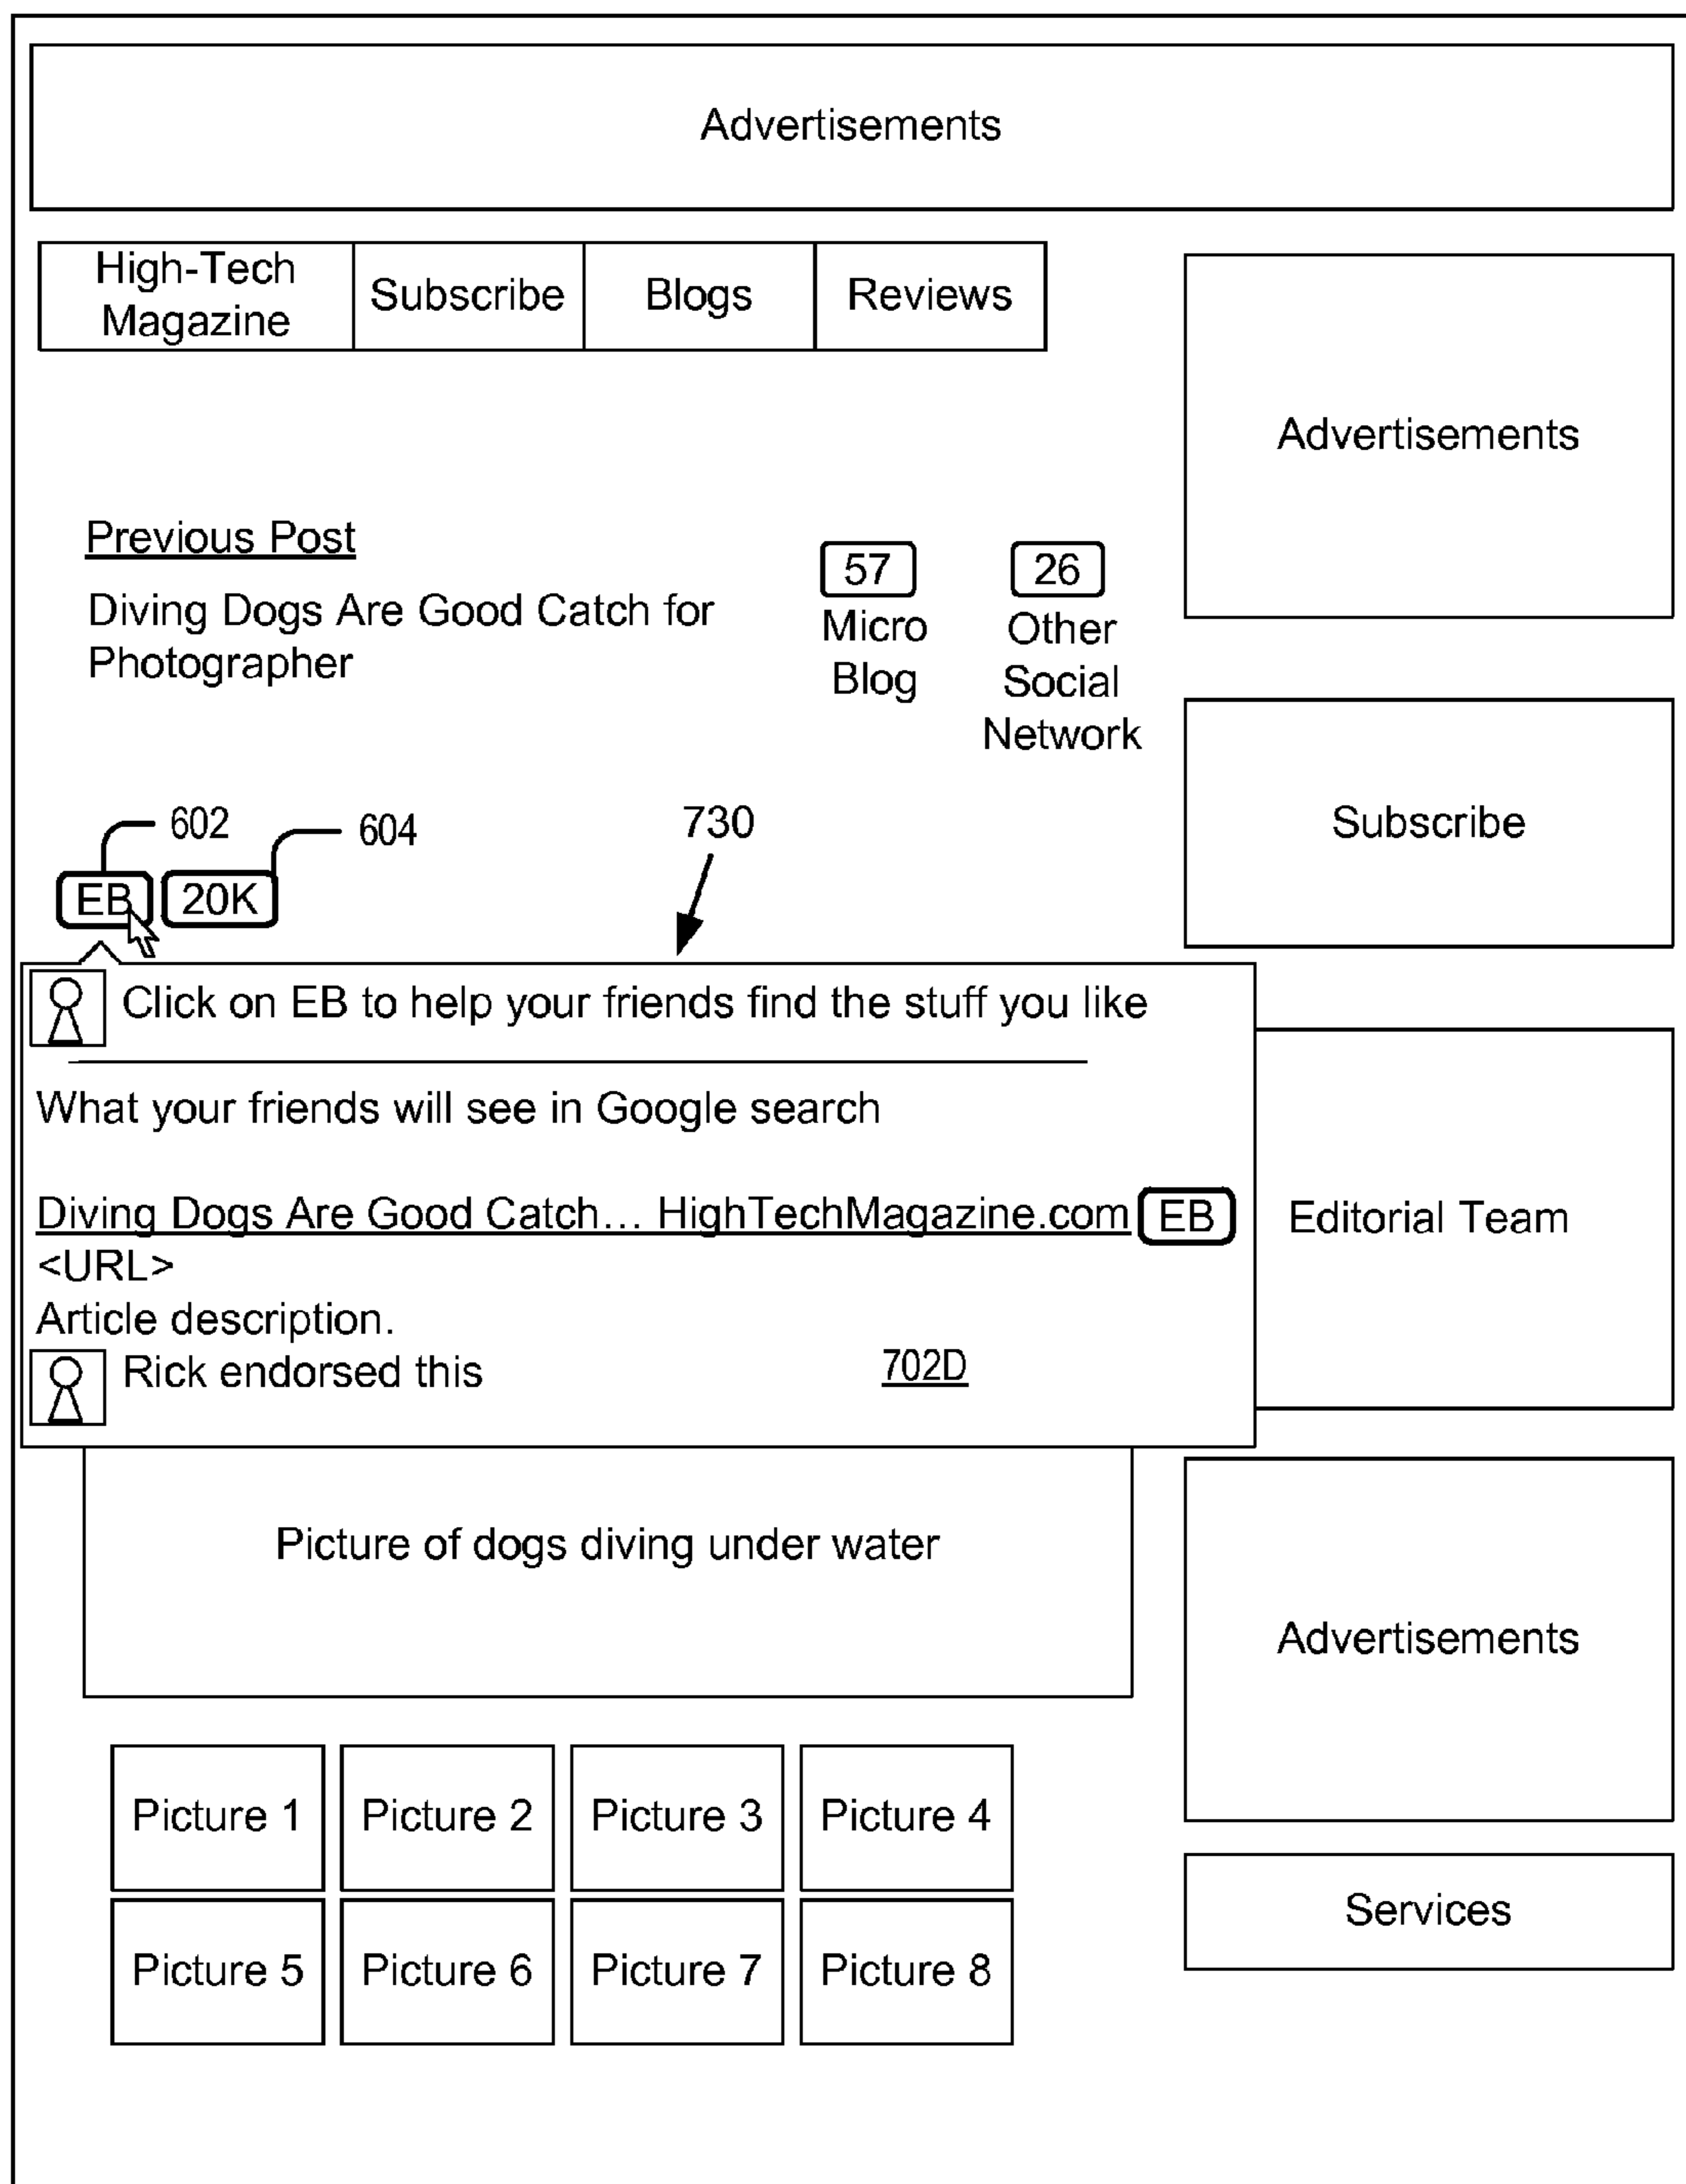 Advertisements
High-Tech
Magazine
Subscribe
Blogs
Reviews
Advertisements
Previous Post
Diving Dogs Are Good Catch for
Photographer
57
Micro
Blog
26
Other
Social
Network
Subscribe
602
604
730
EB
20K
Click on EB to help your friends find the stuff you like
What your friends will see in Google search
Diving Dogs Are Good Catch... HighTechMagazine.com EB
<URL>
Article description.
Rick endorsed this
702D
Editorial Team
Picture of dogs diving under water
Advertisements
Picture 1
Picture 2
Picture 3
Picture 4
Picture 5
Picture 6
Picture 7
Picture 8
Services